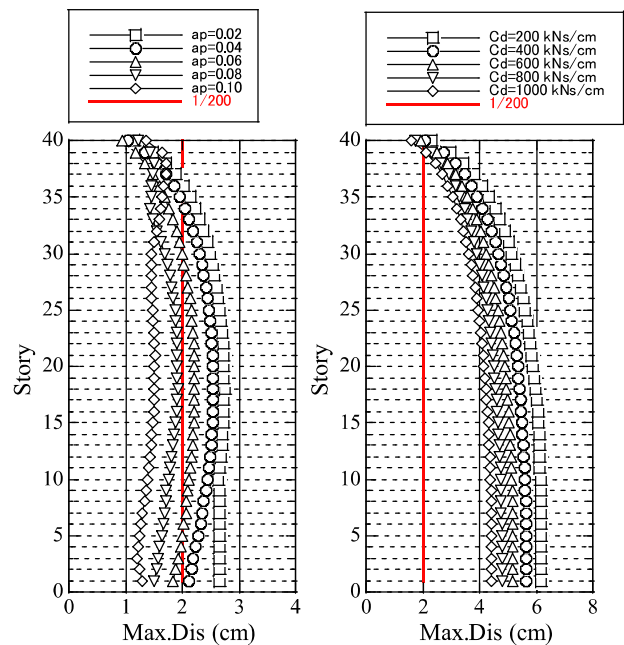 ap=0.02
ap=0.04
ap=0.06
ap=0.08
ap=0.10
1/200
40
35
30
25
20
15
10
5
0
Story
0 1 2 3 4
Max.Dis (cm)
Cd=200 kNs/cm
Cd=400 kNs/cm
Cd=600 kNs/cm
Cd=800 kNs/cm
Cd=1000 kNs/cm
1/200
40
35
30
25
20
15
10
5
0
Story
0 2 4 6 8
Max.Dis (cm)